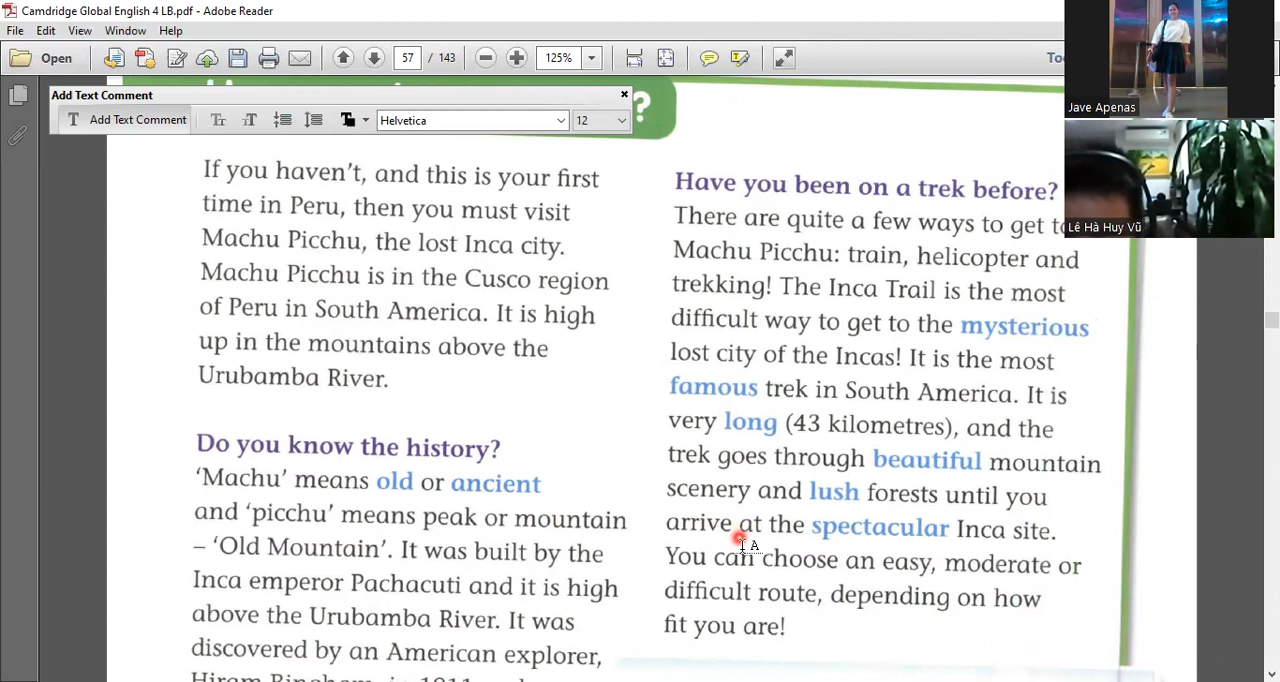 Camdridge Global English 4 LB.pdf - Adobe Reader
File Edit View Window Help
Open
57 / 143
125%
Add Text Comment
Add Text Comment
Helvetica
12
?
If you haven't, and this is your first
time in Peru, then you must visit
Machu Picchu, the lost Inca city.
Machu Picchu is in the Cusco region
of Peru in South America. It is high
up in the mountains above the
Urubamba River.
Do you know the history?
'Machu' means old or ancient
and 'picchu' means peak or mountain
– 'Old Mountain'. It was built by the
Inca emperor Pachacuti and it is high
above the Urubamba River. It was
discovered by an American explorer,
Hiram Bingham, in 1911 and
Have you been on a trek before?
There are quite a few ways to get to
Machu Picchu: train, helicopter and
trekking! The Inca Trail is the most
difficult way to get to the mysterious
lost city of the Incas! It is the most
famous trek in South America. It is
very long (43 kilometres), and the
trek goes through beautiful mountain
scenery and lush forests until you
arrive at the spectacular Inca site.
You can choose an easy, moderate or
difficult route, depending on how
fit you are!
Jave Apenas
Lê Hà Huy Vũ